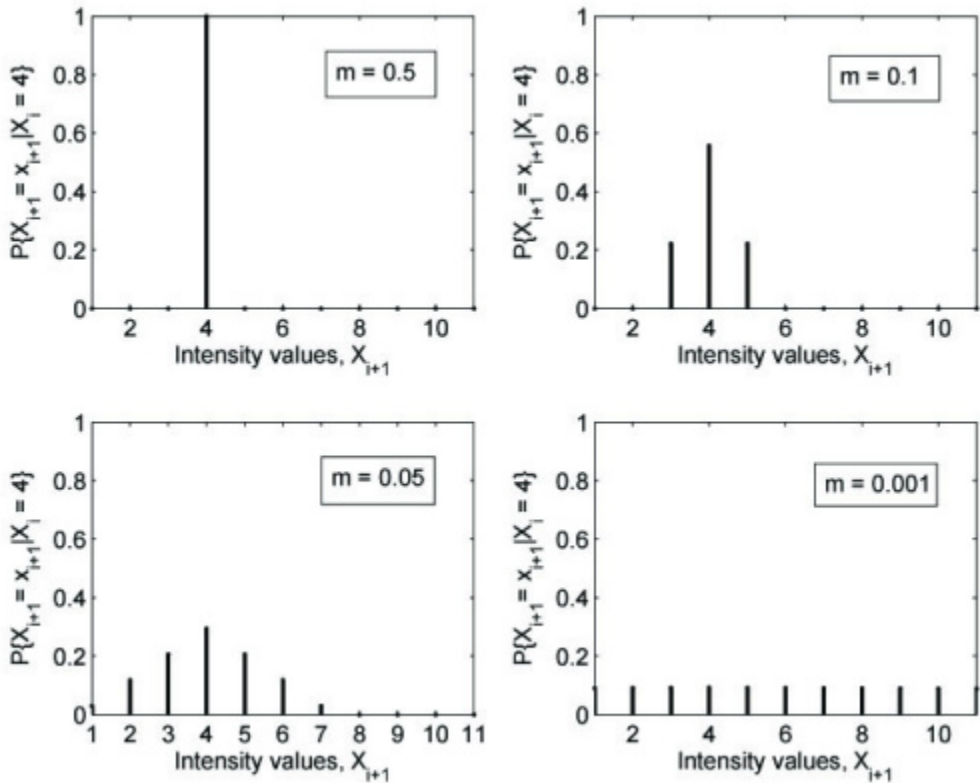 1
0.8
0.6
0.4
0.2
0
P{X_{i+1} = x_{i+1}|X_i = 4}
m = 0.5
2 4 6 8 10
Intensity values, X_{i+1}
1
0.8
0.6
0.4
0.2
0
P{X_{i+1} = x_{i+1}|X_i = 4}
m = 0.1
2 4 6 8 10
Intensity values, X_{i+1}
1
0.8
0.6
0.4
0.2
0
P{X_{i+1} = x_{i+1}|X_i = 4}
m = 0.05
1 2 3 4 5 6 7 8 9 10 11
Intensity values, X_{i+1}
1
0.8
0.6
0.4
0.2
0
P{X_{i+1} = x_{i+1}|X_i = 4}
m = 0.001
2 4 6 8 10
Intensity values, X_{i+1}